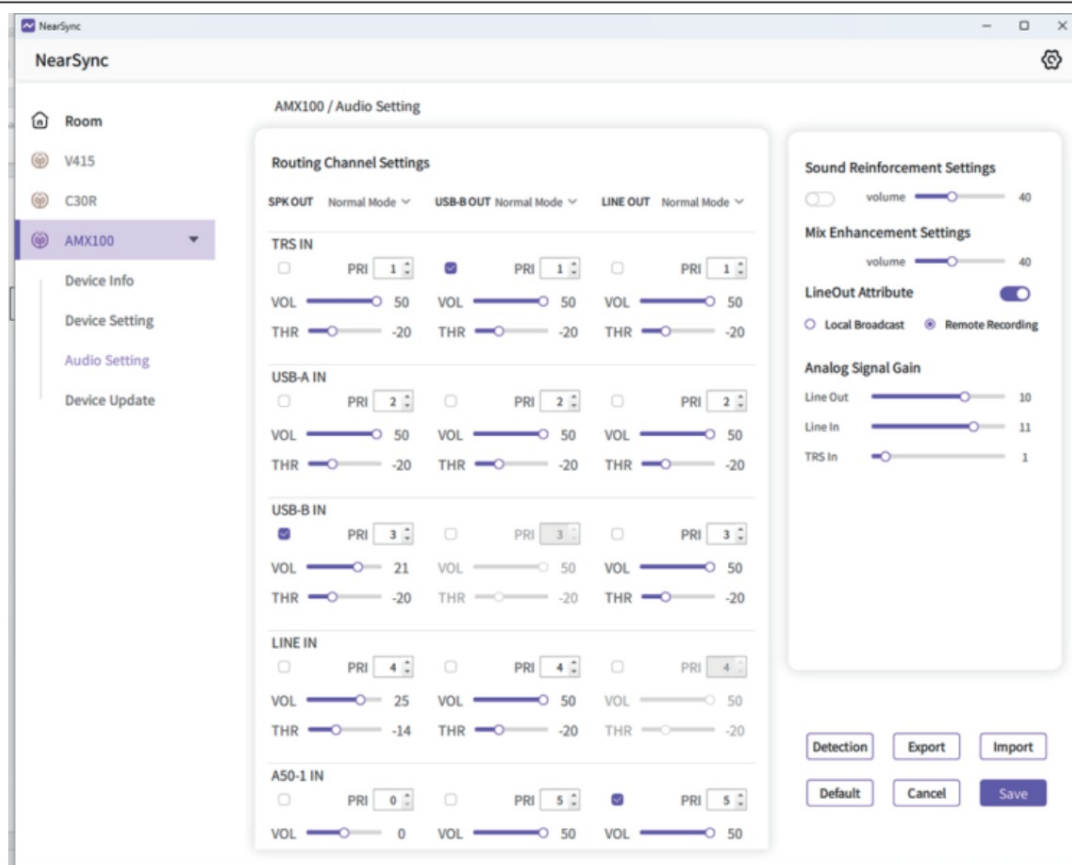 NearSync
NearSync
Room
V415
C30R
AMX100
Device Info
Device Setting
Audio Setting
Device Update
AMX100 / Audio Setting
Routing Channel Settings
SPK OUT Normal Mode USB-B OUT Normal Mode LINE OUT Normal Mode
TRS IN
PRI 1 PRI 1 PRI 1
VOL 50 VOL 50 VOL 50
THR -20 THR -20 THR -20
USB-A IN
PRI 2 PRI 2 PRI 2
VOL 50 VOL 50 VOL 50
THR -20 THR -20 THR -20
USB-B IN
PRI 3 PRI 3 PRI 3
VOL 21 VOL 50 VOL 50
THR -20 THR -20 THR -20
LINE IN
PRI 4 PRI 4 PRI 4
VOL 25 VOL 50 VOL 50
THR -14 THR -20 THR -20
A50-1 IN
PRI 0 PRI 5 PRI 5
VOL 0 VOL 50 VOL 50
Sound Reinforcement Settings
volume 40
Mix Enhancement Settings
volume 40
LineOut Attribute
Local Broadcast Remote Recording
Analog Signal Gain
Line Out 10
Line In 11
TRS In 1
Detection Export Import
Default Cancel Save